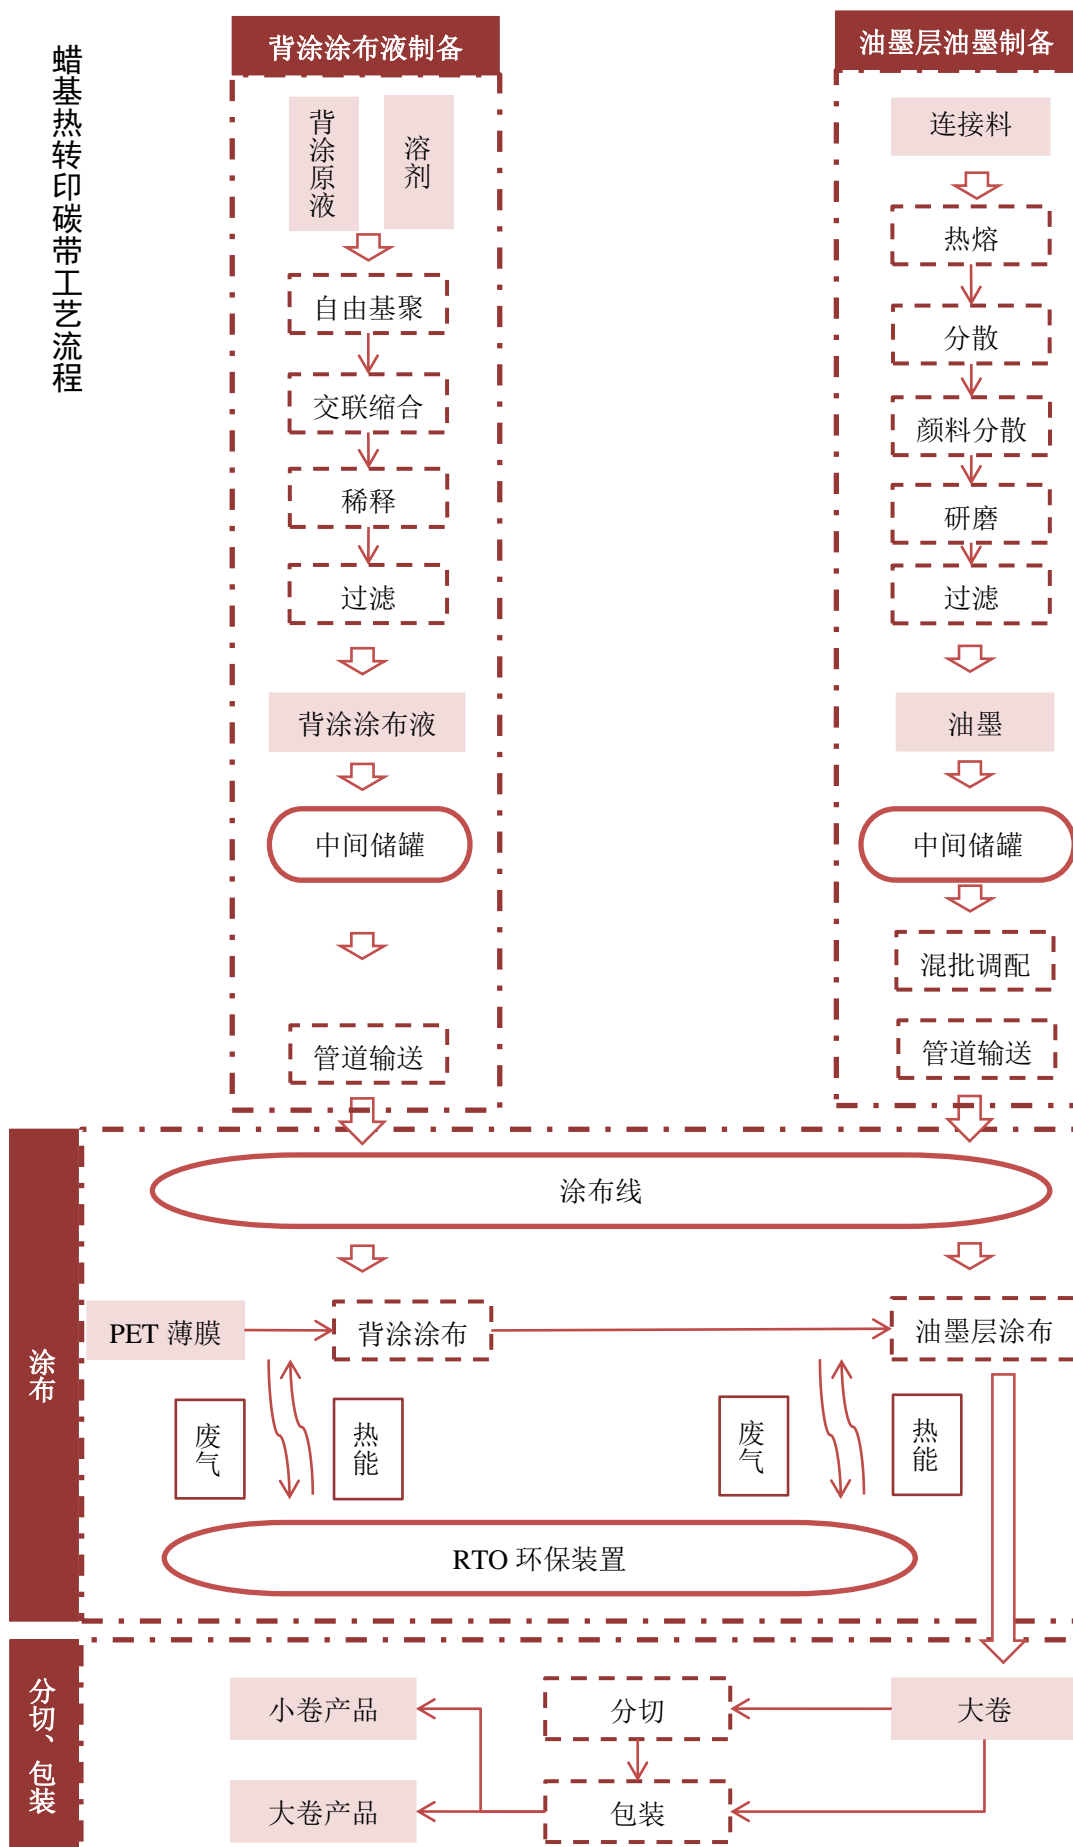 蜡基热转印碳带工艺流程
背涂涂布液制备
背涂原液
溶剂
自由基聚
交联缩合
稀释
过滤
背涂涂布液
中间储罐
管道输送
油墨层油墨制备
连接料
热熔
分散
颜料分散
研磨
过滤
油墨
中间储罐
混批调配
管道输送
涂布
涂布线
PET 薄膜
背涂涂布
油墨层涂布
废气
热能
废气
热能
RTO 环保装置
分切、包装
小卷产品
分切
大卷
大卷产品
包装